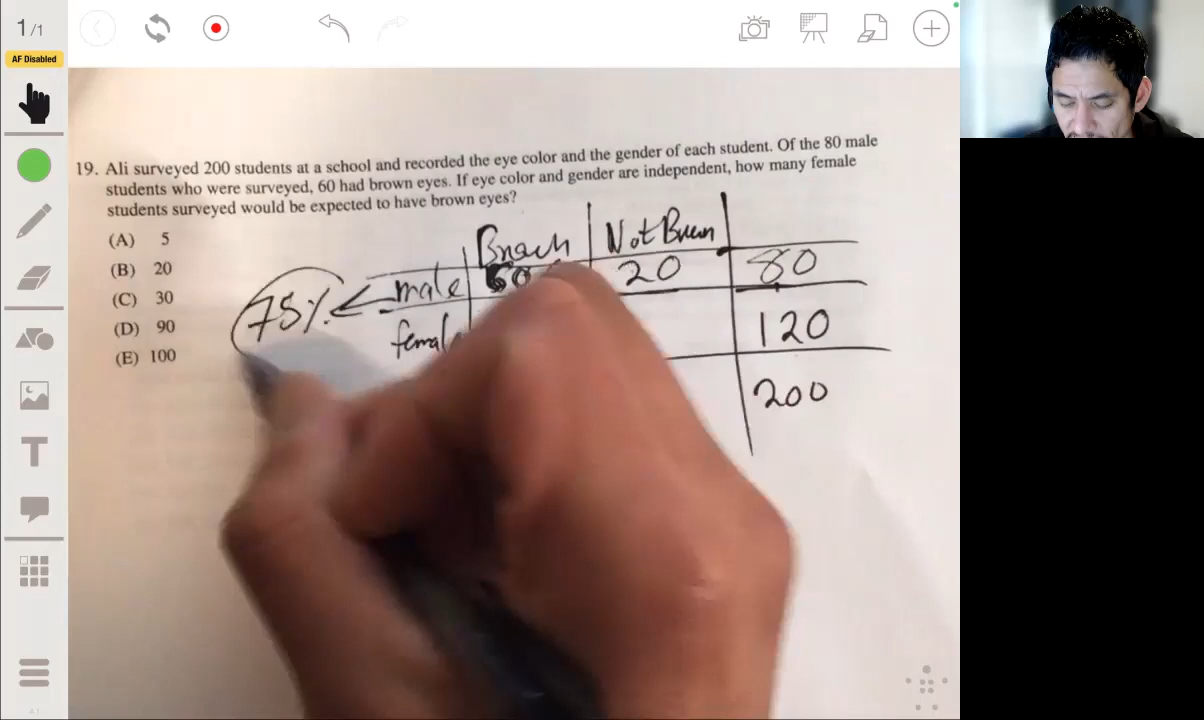 1/1
AF Disabled
19. Ali surveyed 200 students at a school and recorded the eye color and the gender of each student. Of the 80 male
students who were surveyed, 60 had brown eyes. If eye color and gender are independent, how many female
students surveyed would be expected to have brown eyes?
(A) 5
(B) 20
(C) 30
(D) 90
(E) 100
Not Brown
75% male 60 20 80
femal 120
200
T